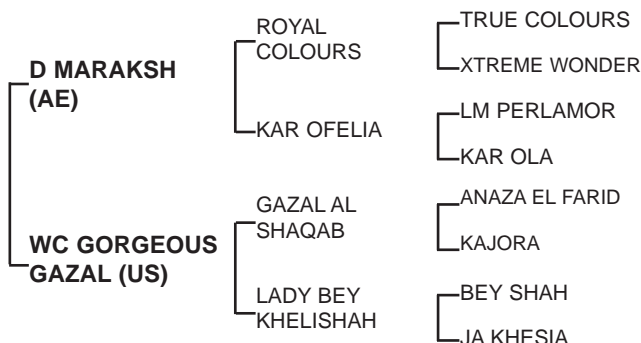 D MARAKSH
(AE)
ROYAL
COLOURS
TRUE COLOURS
XTREME WONDER
KAR OFELIA
LM PERLAMOR
KAR OLA
WC GORGEOUS
GAZAL (US)
GAZAL AL
SHAQAB
ANAZA EL FARID
KAJORA
LADY BEY
KHELISHAH
BEY SHAH
JA KHESIA